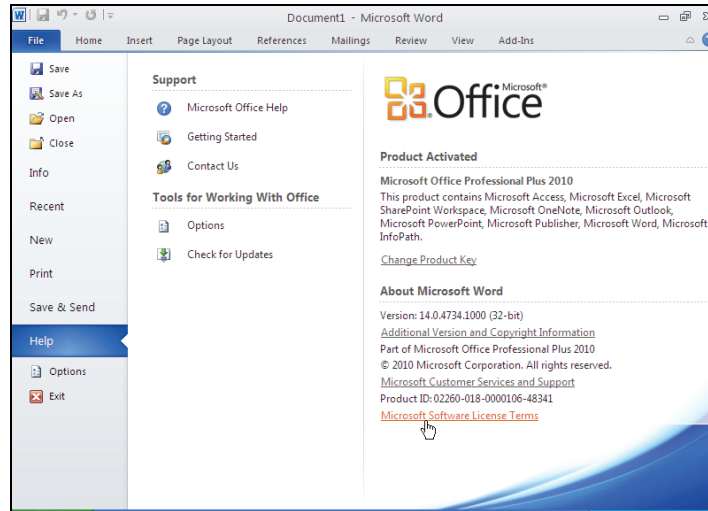 Document1 - Microsoft Word
File Home Insert Page Layout References Mailings Review View Add-Ins
Save
Save As
Open
Close
Info
Recent
New
Print
Save & Send
Help
Options
Exit
Support
Microsoft Office Help
Getting Started
Contact Us
Tools for Working With Office
Options
Check for Updates
Microsoft®
Office
Product Activated
Microsoft Office Professional Plus 2010
This product contains Microsoft Access, Microsoft Excel, Microsoft
SharePoint Workspace, Microsoft OneNote, Microsoft Outlook,
Microsoft PowerPoint, Microsoft Publisher, Microsoft Word, Microsoft
InfoPath.
Change Product Key
About Microsoft Word
Version: 14.0.4734.1000 (32-bit)
Additional Version and Copyright Information
Part of Microsoft Office Professional Plus 2010
© 2010 Microsoft Corporation. All rights reserved.
Microsoft Customer Services and Support
Product ID: 02260-018-0000106-48341
Microsoft Software License Terms